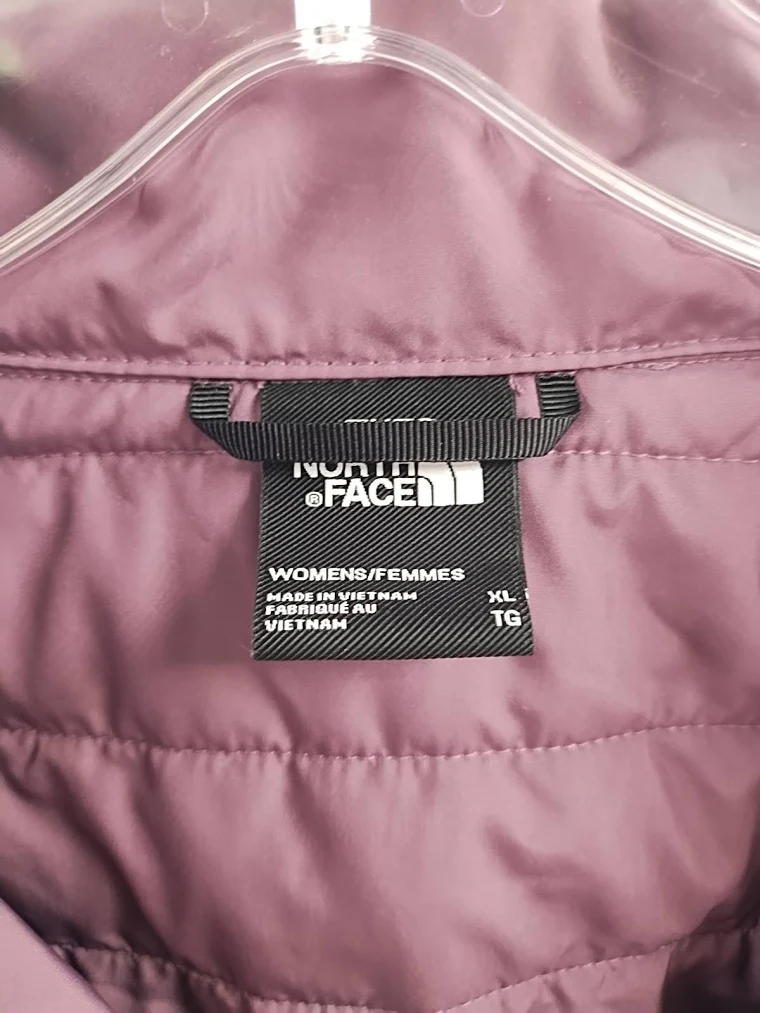 NORTH
®FACE
WOMENS/FEMMES
MADE IN VIETNAM XL
FABRIQUÉ AU
VIETNAM TG